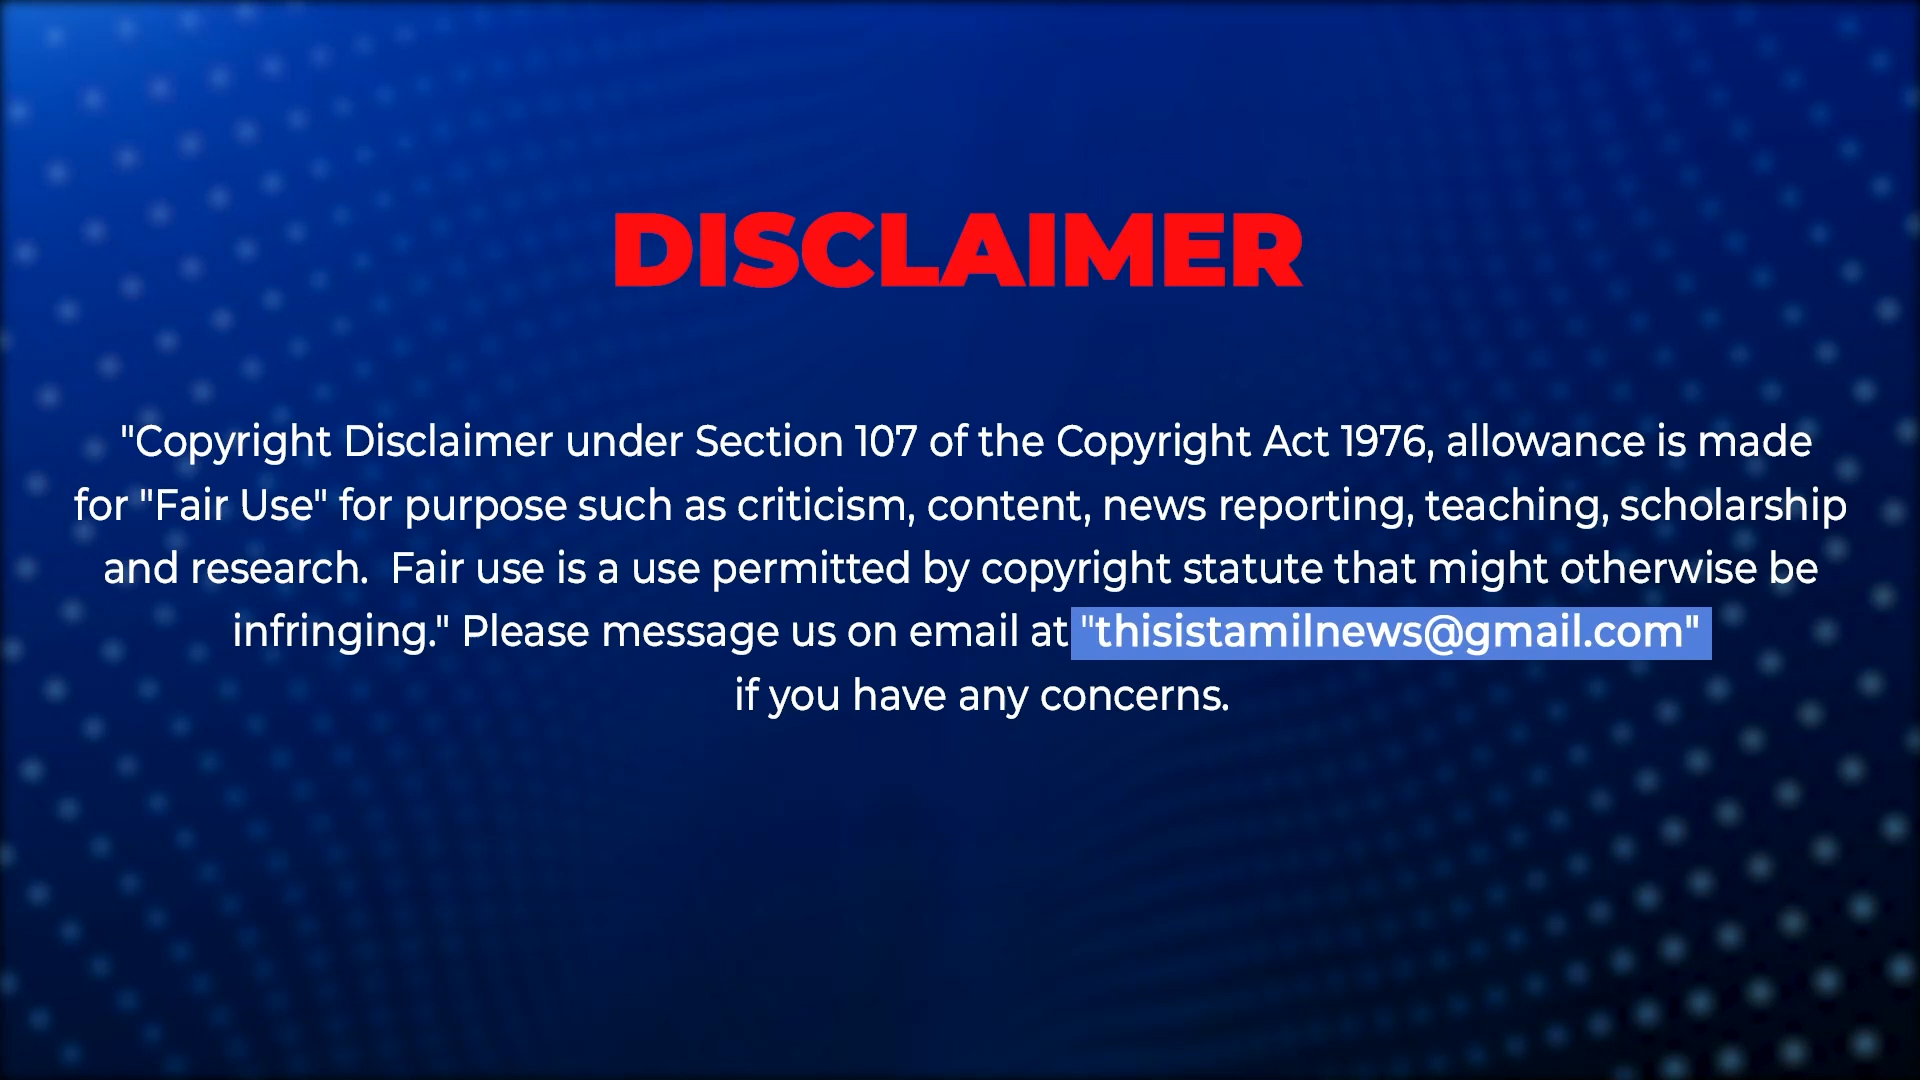 DISCLAIMER
"Copyright Disclaimer under Section 107 of the Copyright Act 1976, allowance is made
for "Fair Use" for purpose such as criticism, content, news reporting, teaching, scholarship
and research.  Fair use is a use permitted by copyright statute that might otherwise be
infringing." Please message us on email at "thisistamilnews@gmail.com"
if you have any concerns.